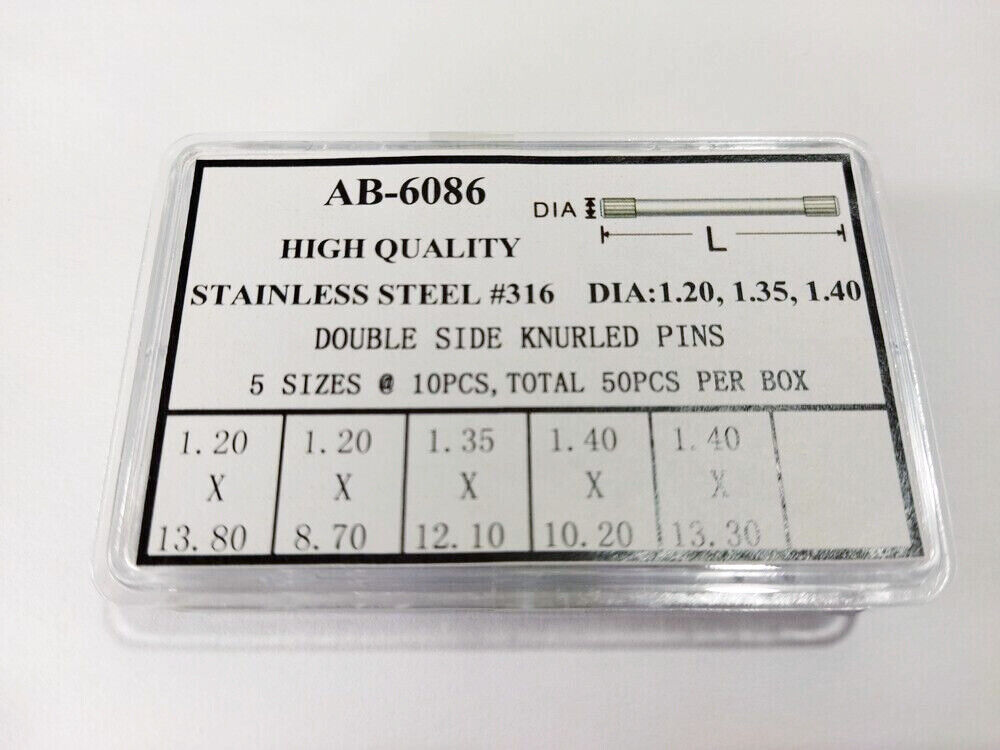 AB-6086
DIA
L
HIGH QUALITY
STAINLESS STEEL #316 DIA:1.20, 1.35, 1.40
DOUBLE SIDE KNURLED PINS
5 SIZES @ 10PCS, TOTAL 50PCS PER BOX
1.20 1.20 1.35 1.40 1.40
X X X X X
13.80 8.70 12.10 10.20 13.30